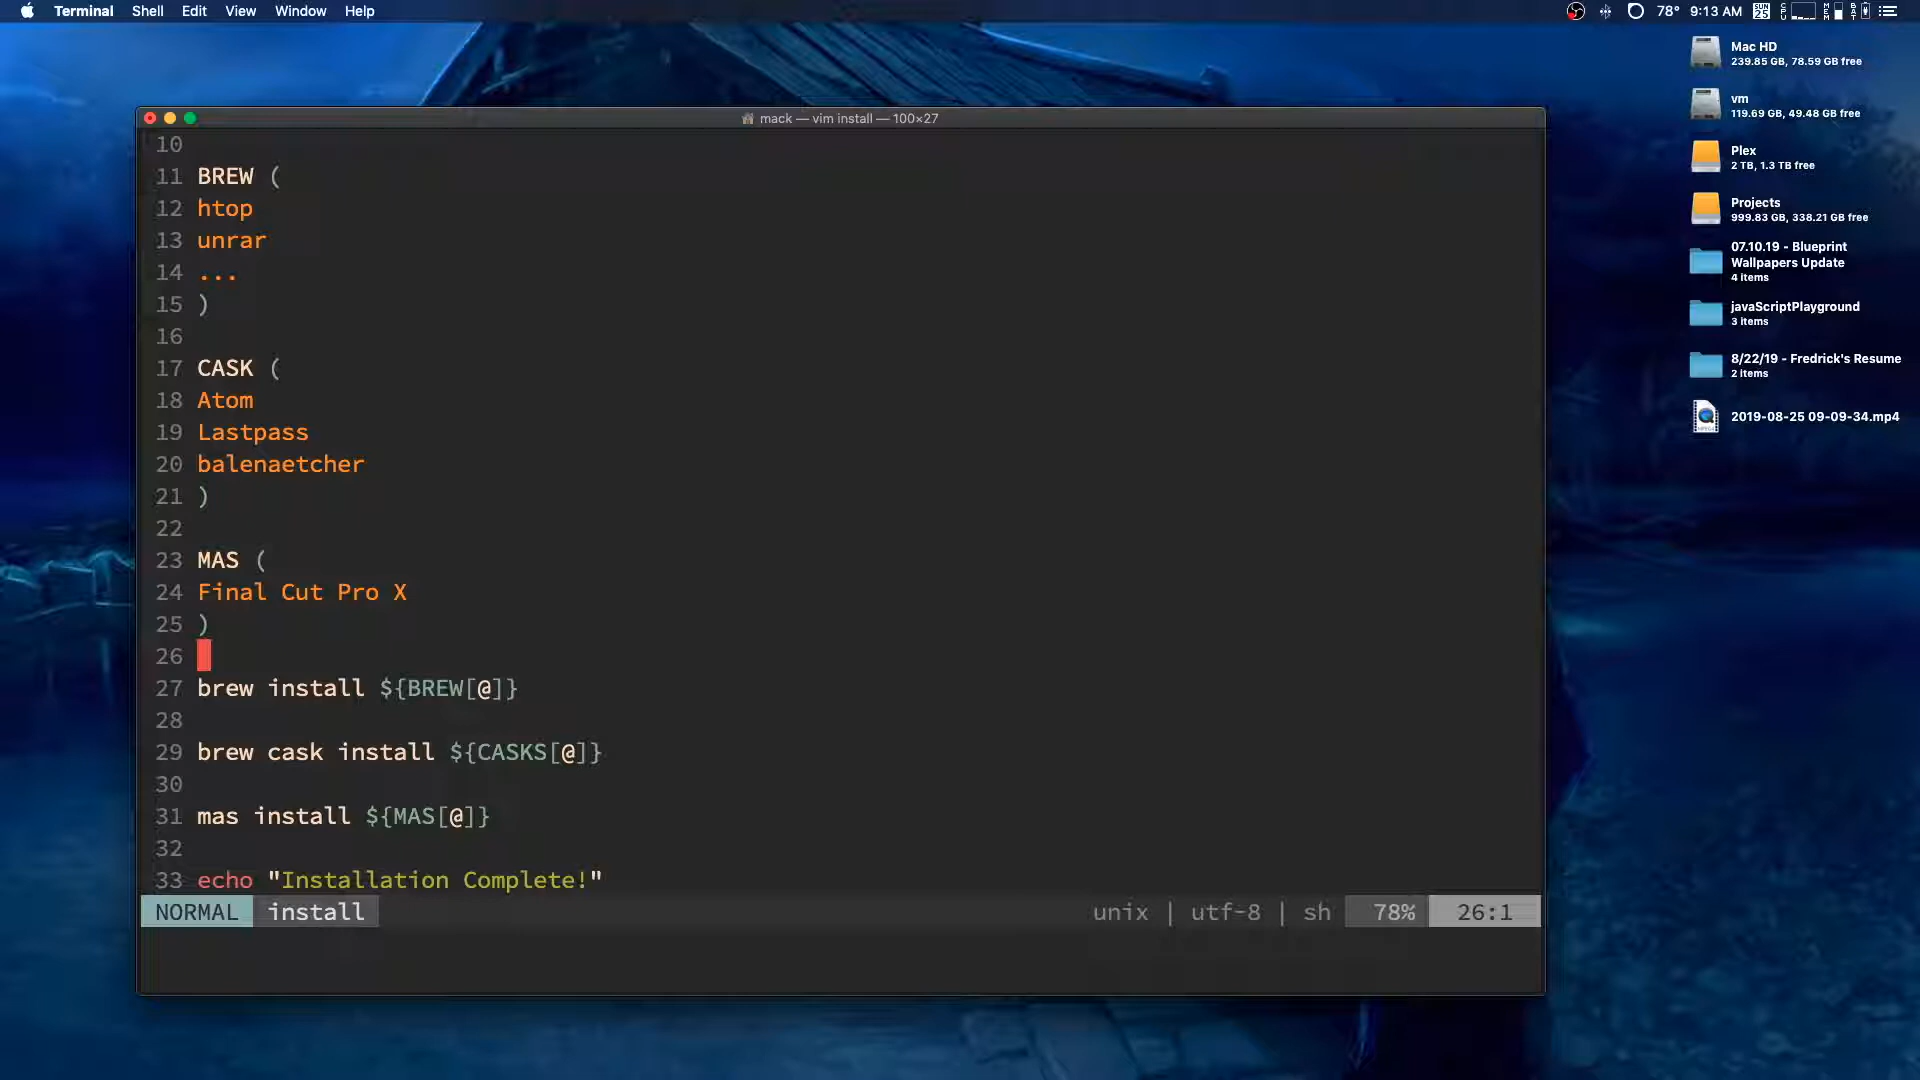 Terminal Shell Edit View Window Help
78° 9:13 AM SUN 25 CPU MEM BAT
Mac HD
239.85 GB, 78.59 GB free
vm
119.69 GB, 49.48 GB free
Plex
2 TB, 1.3 TB free
Projects
999.83 GB, 338.21 GB free
07.10.19 - Blueprint
Wallpapers Update
4 items
javaScriptPlayground
3 items
8/22/19 - Fredrick's Resume
2 items
2019-08-25 09-09-34.mp4
mack — vim install — 100×27
10
11 BREW (
12 htop
13 unrar
14 ...
15 )
16
17 CASK (
18 Atom
19 Lastpass
20 balenaetcher
21 )
22
23 MAS (
24 Final Cut Pro X
25 )
26
27 brew install ${BREW[@]}
28
29 brew cask install ${CASKS[@]}
30
31 mas install ${MAS[@]}
32
33 echo "Installation Complete!"
NORMAL install unix | utf-8 | sh 78% 26:1